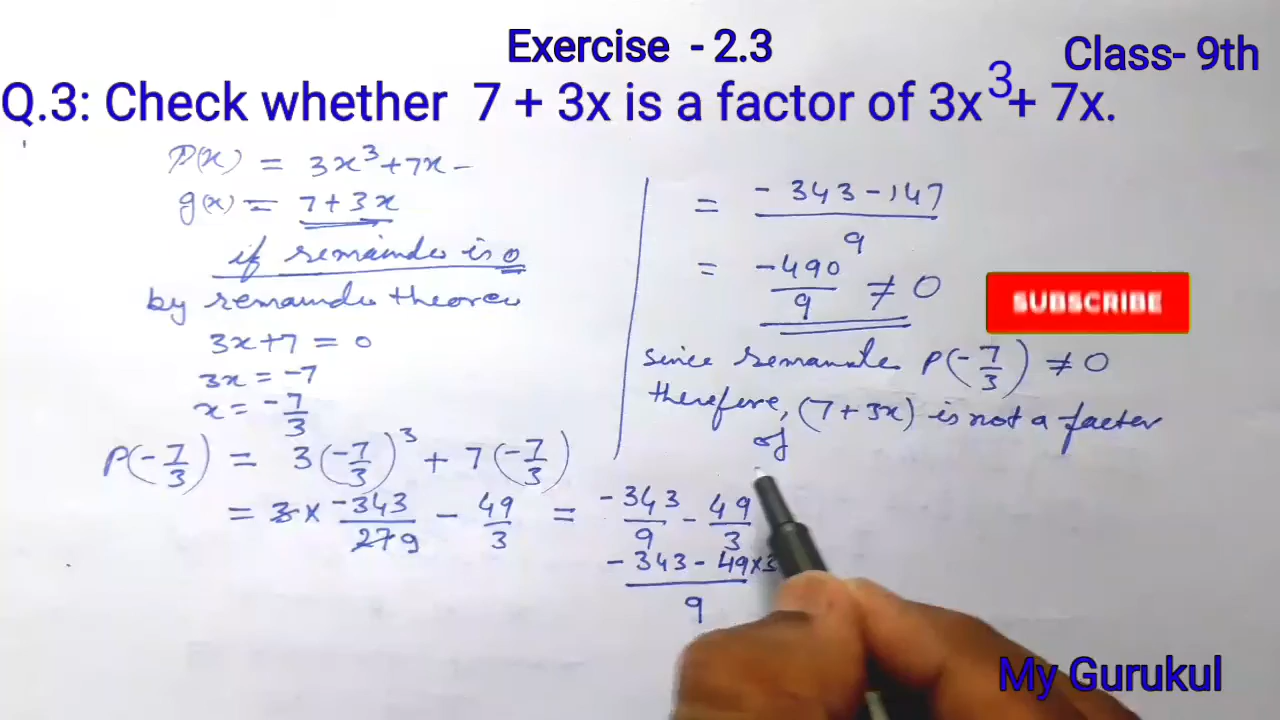 Exercise - 2.3
Class- 9th
Q.3: Check whether 7 + 3x is a factor of 3x³+ 7x.
P(x) = 3x³+7x-
g(x) = 7+3x
if remainder is 0
by remainder theorem
3x+7 = 0
3x = -7
x = -7/3
P(-7/3) = 3(-7/3)³ + 7(-7/3)
= 3 × -343/279 - 49/3 = -343/9 - 49/3
-343-49×3/9
= -343-147/9
= -490/9 ≠ 0
SUBSCRIBE
since remainder P(-7/3) ≠ 0
therefore, (7+3x) is not a factor
of
My Gurukul